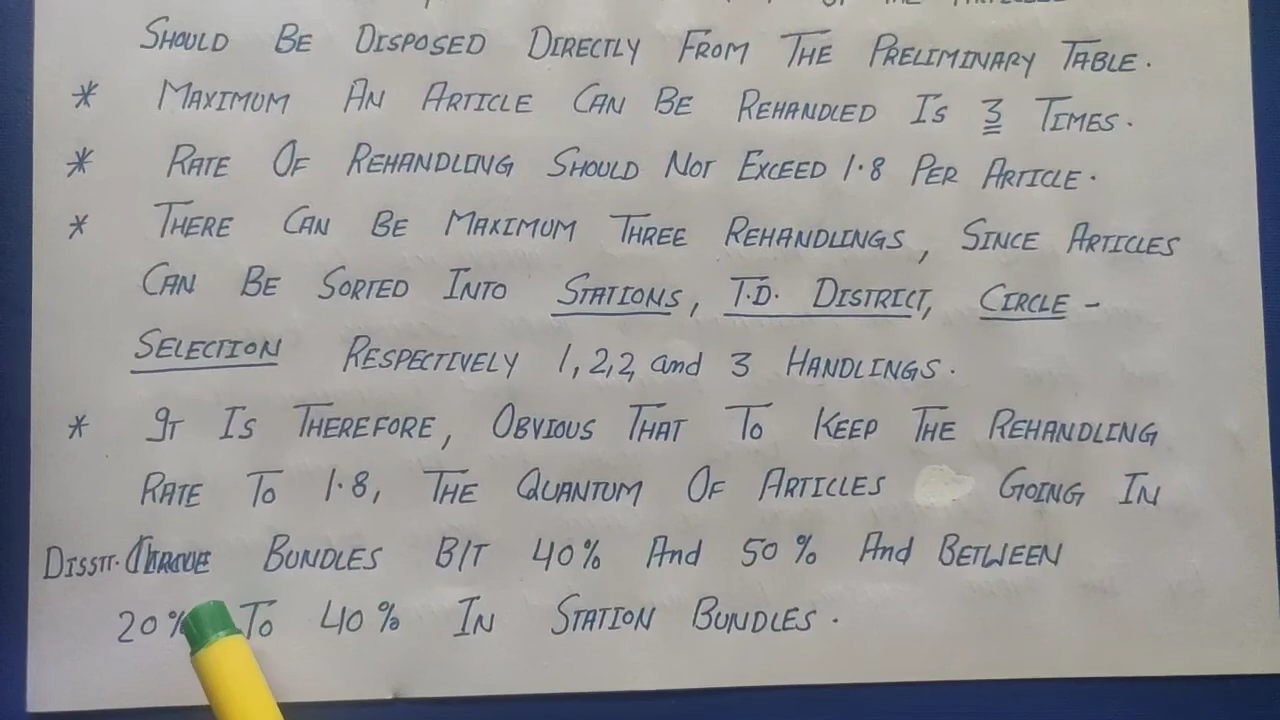 OF THE ARTICLES
SHOULD BE DISPOSED DIRECTLY FROM THE PRELIMINARY TABLE.
* MAXIMUM AN ARTICLE CAN BE REHANDLED IS 3 TIMES.
* RATE OF REHANDLING SHOULD NOT EXCEED 1.8 PER ARTICLE.
* THERE CAN BE MAXIMUM THREE REHANDLINGS, SINCE ARTICLES
CAN BE SORTED INTO STATIONS, T.D. DISTRICT, CIRCLE -
SELECTION RESPECTIVELY 1,2,2, and 3 HANDLINGS.
* IT IS THEREFORE, OBVIOUS THAT TO KEEP THE REHANDLING
RATE TO 1.8, THE QUANTUM OF ARTICLES GOING IN
DISSTT. BUNDLES B/T 40% And 50% And BETWEEN
20% TO 40% IN STATION BUNDLES.